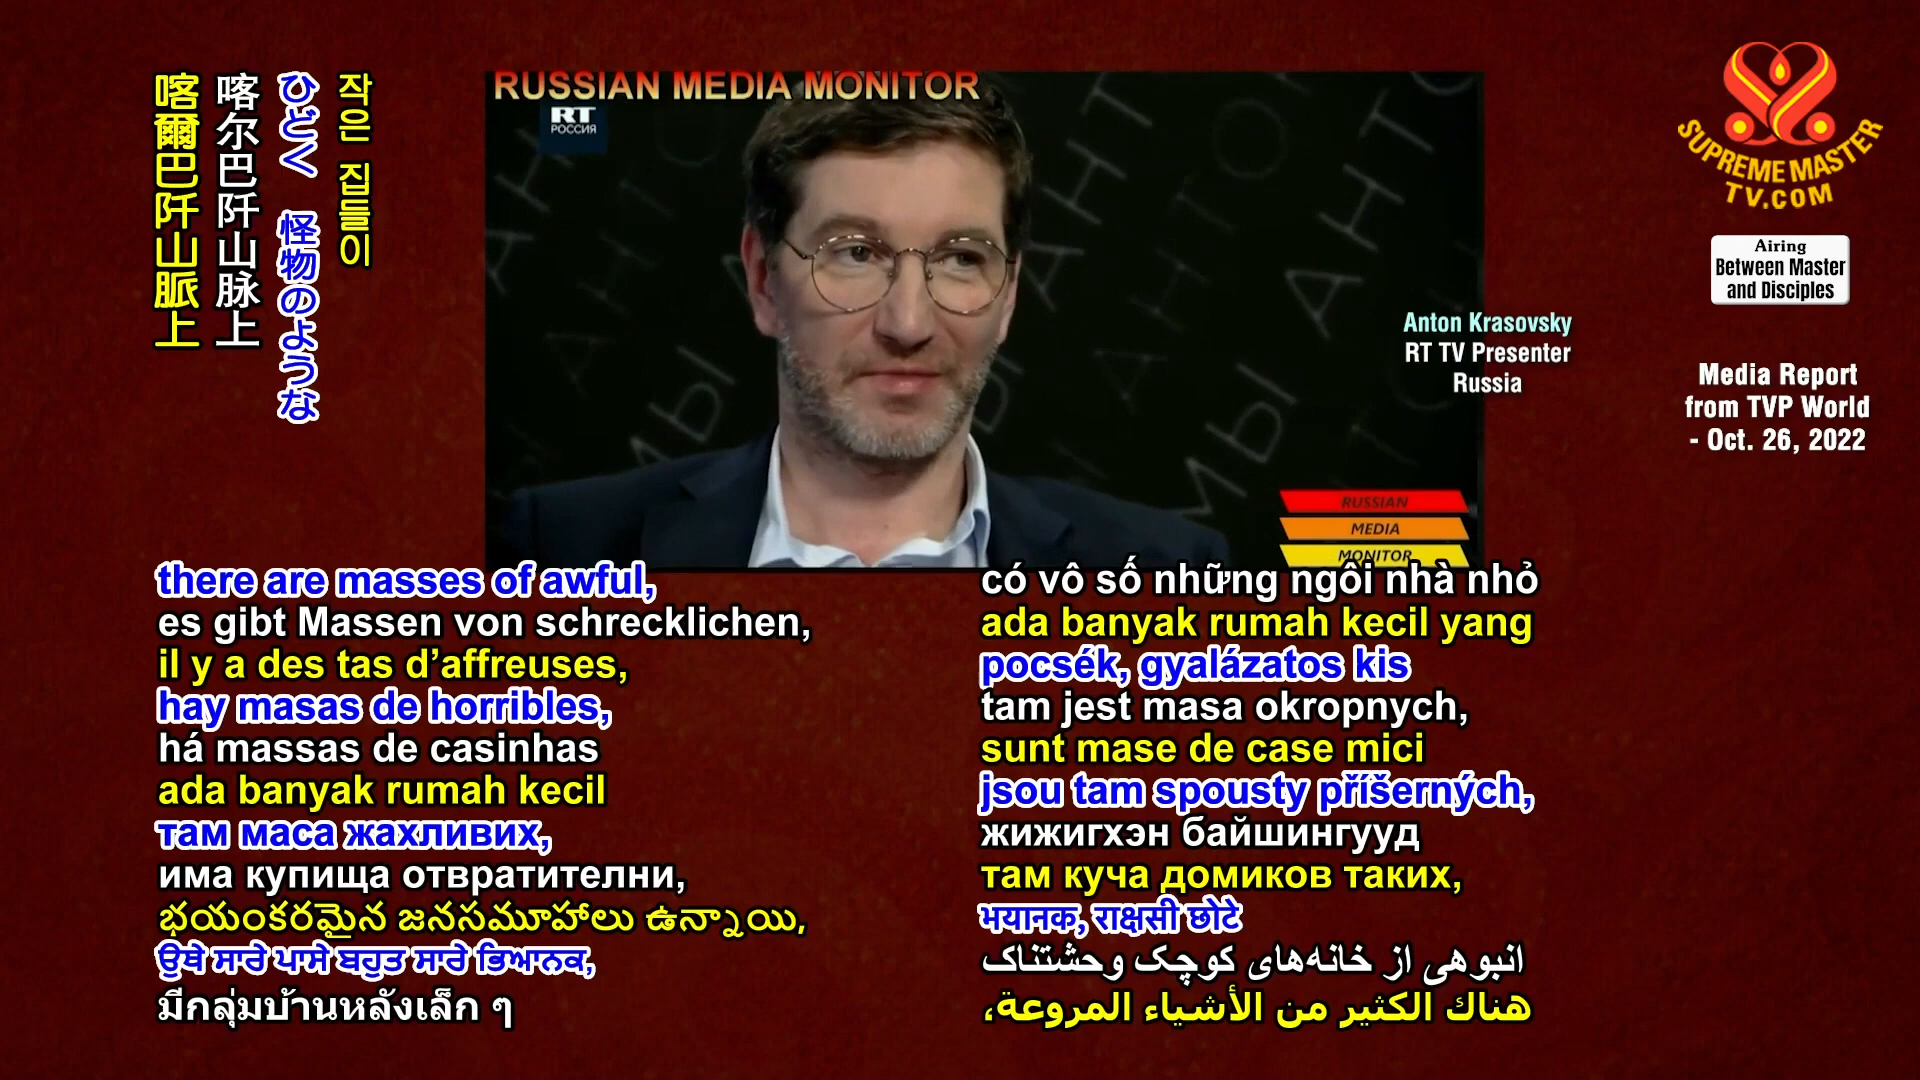 RUSSIAN MEDIA MONITOR
RT
РОССИЯ
작은 집들이
ひどく 怪物のような
喀尔巴阡山脉上
喀爾巴阡山脈上
SUPREME MASTER
TV.COM
Airing
Between Master
and Disciples
Anton Krasovsky
RT TV Presenter
Russia
Media Report
from TVP World
- Oct. 26, 2022
RUSSIAN
MEDIA
MONITOR
there are masses of awful,
es gibt Massen von schrecklichen,
il y a des tas d’affreuses,
hay masas de horribles,
há massas de casinhas
ada banyak rumah kecil
там маса жахливих,
има купища отвратителни,
భయంకరమైన జనసమూహాలు ఉన్నాయి,
ਉਥੇ ਸਾਰੇ ਪਾਸੇ ਬਹੁਤ ਸਾਰੇ ਭਿਆਨਕ,
มีกลุ่มบ้านหลังเล็ก ๆ
có vô số những ngôi nhà nhỏ
ada banyak rumah kecil yang
pocsék, gyalázatos kis
tam jest masa okropnych,
sunt mase de case mici
jsou tam spousty příšerných,
жижигхэн байшингууд
там куча домиков таких,
भयानक, राक्षसी छोटे
انبوهی از خانه‌های کوچک وحشتناک
هناك الكثير من الأشياء المروعة،